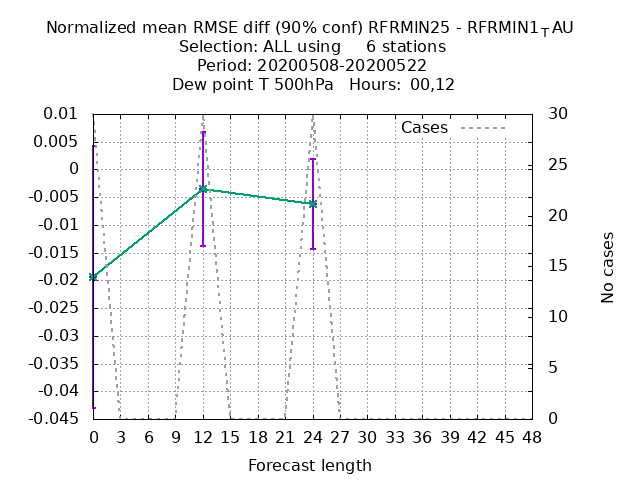 Normalized mean RMSE diff (90% conf) RFRMIN25 - RFRMIN1TAU
Selection: ALL using     6 stations
Period: 20200508-20200522
Dew point T 500hPa   Hours:  00,12
Cases
0.01
0.005
0
-0.005
-0.01
-0.015
-0.02
-0.025
-0.03
-0.035
-0.04
-0.045
30
25
20
15
10
5
0
No cases
0 3 6 9 12 15 18 21 24 27 30 33 36 39 42 45 48
Forecast length